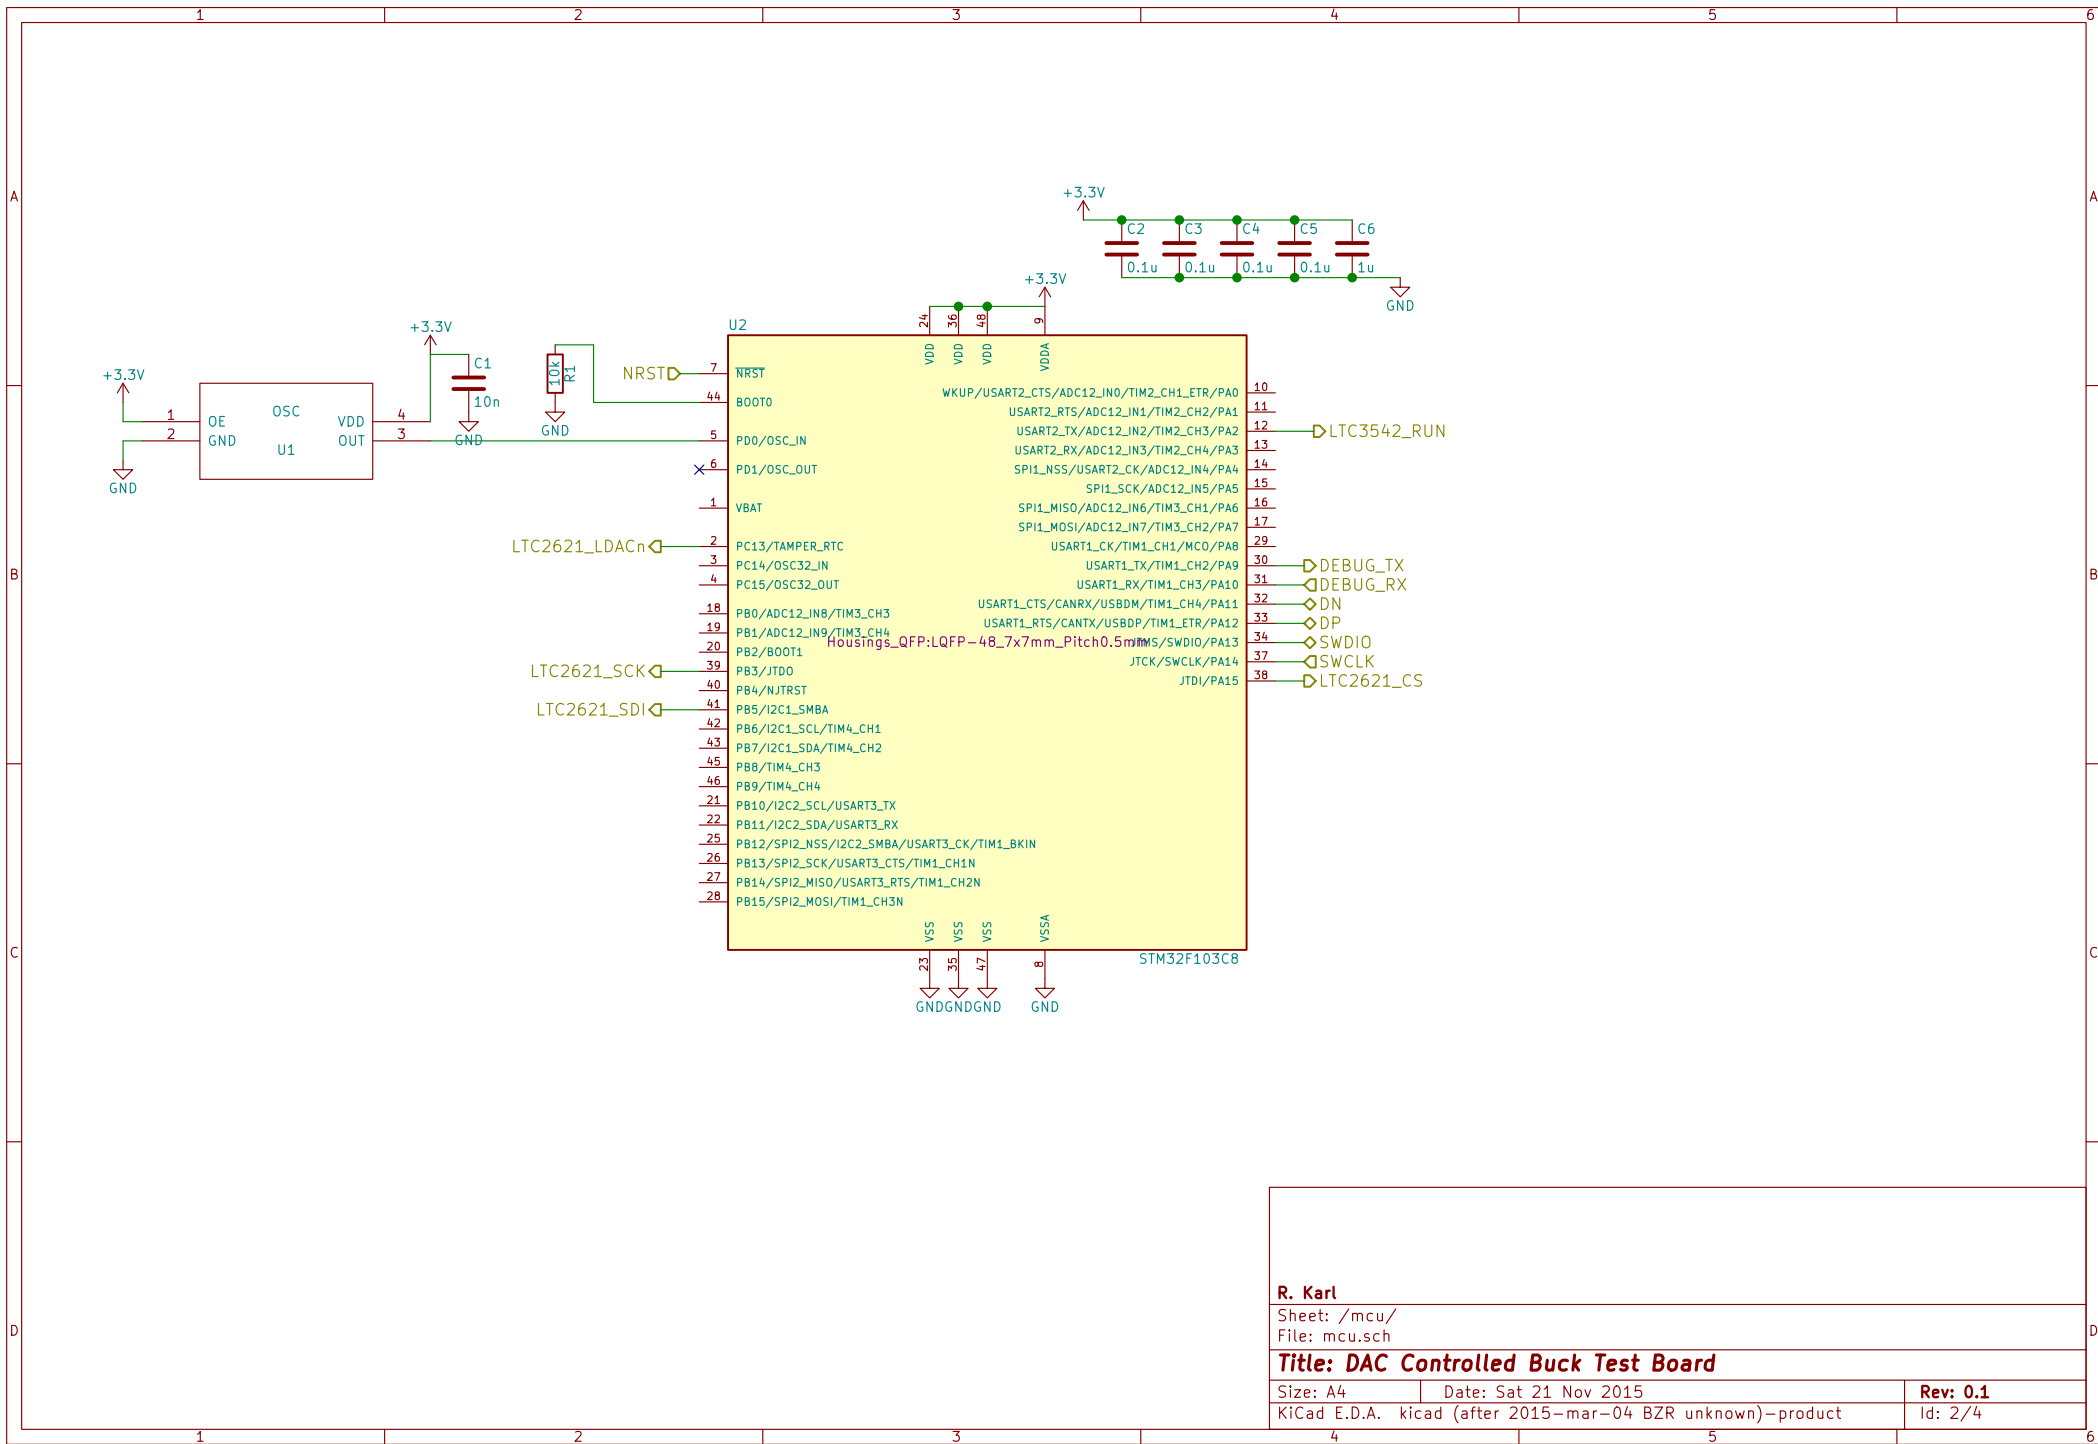 1 2 3 4 5 6
A A
B B
C C
D D
1 2 3 4 5 6
+3.3V
C2 C3 C4 C5 C6
0.1u 0.1u 0.1u 0.1u 1u
GND
+3.3V
+3.3V
1 OE
2 GND
OSC
U1
VDD 4
OUT 3
GND
+3.3V
C1
10n
GND
10k
R1
GND
U2
24 36 48 9
VDD VDD VDD VDDA
NRST 7 NRST
44 BOOT0
5 PD0/OSC_IN
6 PD1/OSC_OUT
1 VBAT
LTC2621_LDACn 2 PC13/TAMPER_RTC
3 PC14/OSC32_IN
4 PC15/OSC32_OUT
18 PB0/ADC12_IN8/TIM3_CH3
19 PB1/ADC12_IN9/TIM3_CH4
Housings_QFP:LQFP-48_7x7mm_Pitch0.5mm
20 PB2/BOOT1
LTC2621_SCK 39 PB3/JTDO
40 PB4/NJTRST
LTC2621_SDI 41 PB5/I2C1_SMBA
42 PB6/I2C1_SCL/TIM4_CH1
43 PB7/I2C1_SDA/TIM4_CH2
45 PB8/TIM4_CH3
46 PB9/TIM4_CH4
21 PB10/I2C2_SCL/USART3_TX
22 PB11/I2C2_SDA/USART3_RX
25 PB12/SPI2_NSS/I2C2_SMBA/USART3_CK/TIM1_BKIN
26 PB13/SPI2_SCK/USART3_CTS/TIM1_CH1N
27 PB14/SPI2_MISO/USART3_RTS/TIM1_CH2N
28 PB15/SPI2_MOSI/TIM1_CH3N
WKUP/USART2_CTS/ADC12_IN0/TIM2_CH1_ETR/PA0 10
USART2_RTS/ADC12_IN1/TIM2_CH2/PA1 11
USART2_TX/ADC12_IN2/TIM2_CH3/PA2 12 LTC3542_RUN
USART2_RX/ADC12_IN3/TIM2_CH4/PA3 13
SPI1_NSS/USART2_CK/ADC12_IN4/PA4 14
SPI1_SCK/ADC12_IN5/PA5 15
SPI1_MISO/ADC12_IN6/TIM3_CH1/PA6 16
SPI1_MOSI/ADC12_IN7/TIM3_CH2/PA7 17
USART1_CK/TIM1_CH1/MCO/PA8 29
USART1_TX/TIM1_CH2/PA9 30 DEBUG_TX
USART1_RX/TIM1_CH3/PA10 31 DEBUG_RX
USART1_CTS/CANRX/USBDM/TIM1_CH4/PA11 32 DN
USART1_RTS/CANTX/USBDP/TIM1_ETR/PA12 33 DP
JTMS/SWDIO/PA13 34 SWDIO
JTCK/SWCLK/PA14 37 SWCLK
JTDI/PA15 38 LTC2621_CS
VSS VSS VSS VSSA
23 35 47 8
STM32F103C8
GND GND GND GND
R. Karl
Sheet: /mcu/
File: mcu.sch
Title: DAC Controlled Buck Test Board
Size: A4 Date: Sat 21 Nov 2015 Rev: 0.1
KiCad E.D.A. kicad (after 2015-mar-04 BZR unknown)-product Id: 2/4